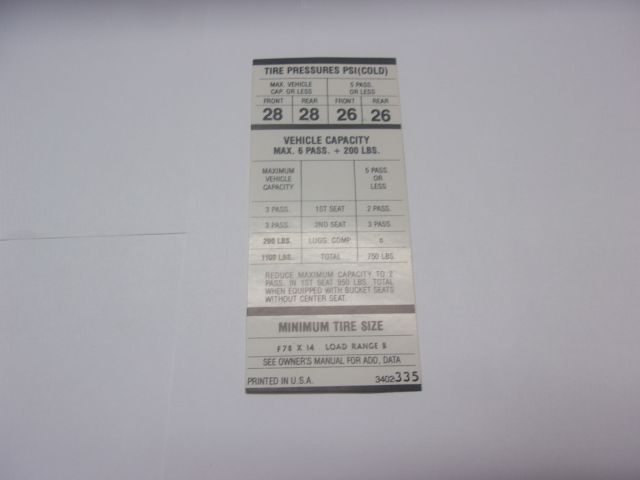 TIRE PRESSURES PSI(COLD)
MAX. VEHICLE CAP. OR LESS 5 PASS. OR LESS
FRONT REAR FRONT REAR
28 28 26 26
VEHICLE CAPACITY
MAX. 6 PASS. + 200 LBS.
MAXIMUM VEHICLE CAPACITY 5 PASS. OR LESS
3 PASS. 1ST SEAT 2 PASS.
3 PASS. 2ND SEAT 3 PASS.
200 LBS. LUGG. COMP. 0
1100 LBS. TOTAL 750 LBS.
REDUCE MAXIMUM CAPACITY TO 2
PASS. IN 1ST SEAT 950 LBS. TOTAL
WHEN EQUIPPED WITH BUCKET SEATS
WITHOUT CENTER SEAT.
MINIMUM TIRE SIZE
F78 X 14 LOAD RANGE B
SEE OWNER'S MANUAL FOR ADD, DATA
PRINTED IN U.S.A. 3402335